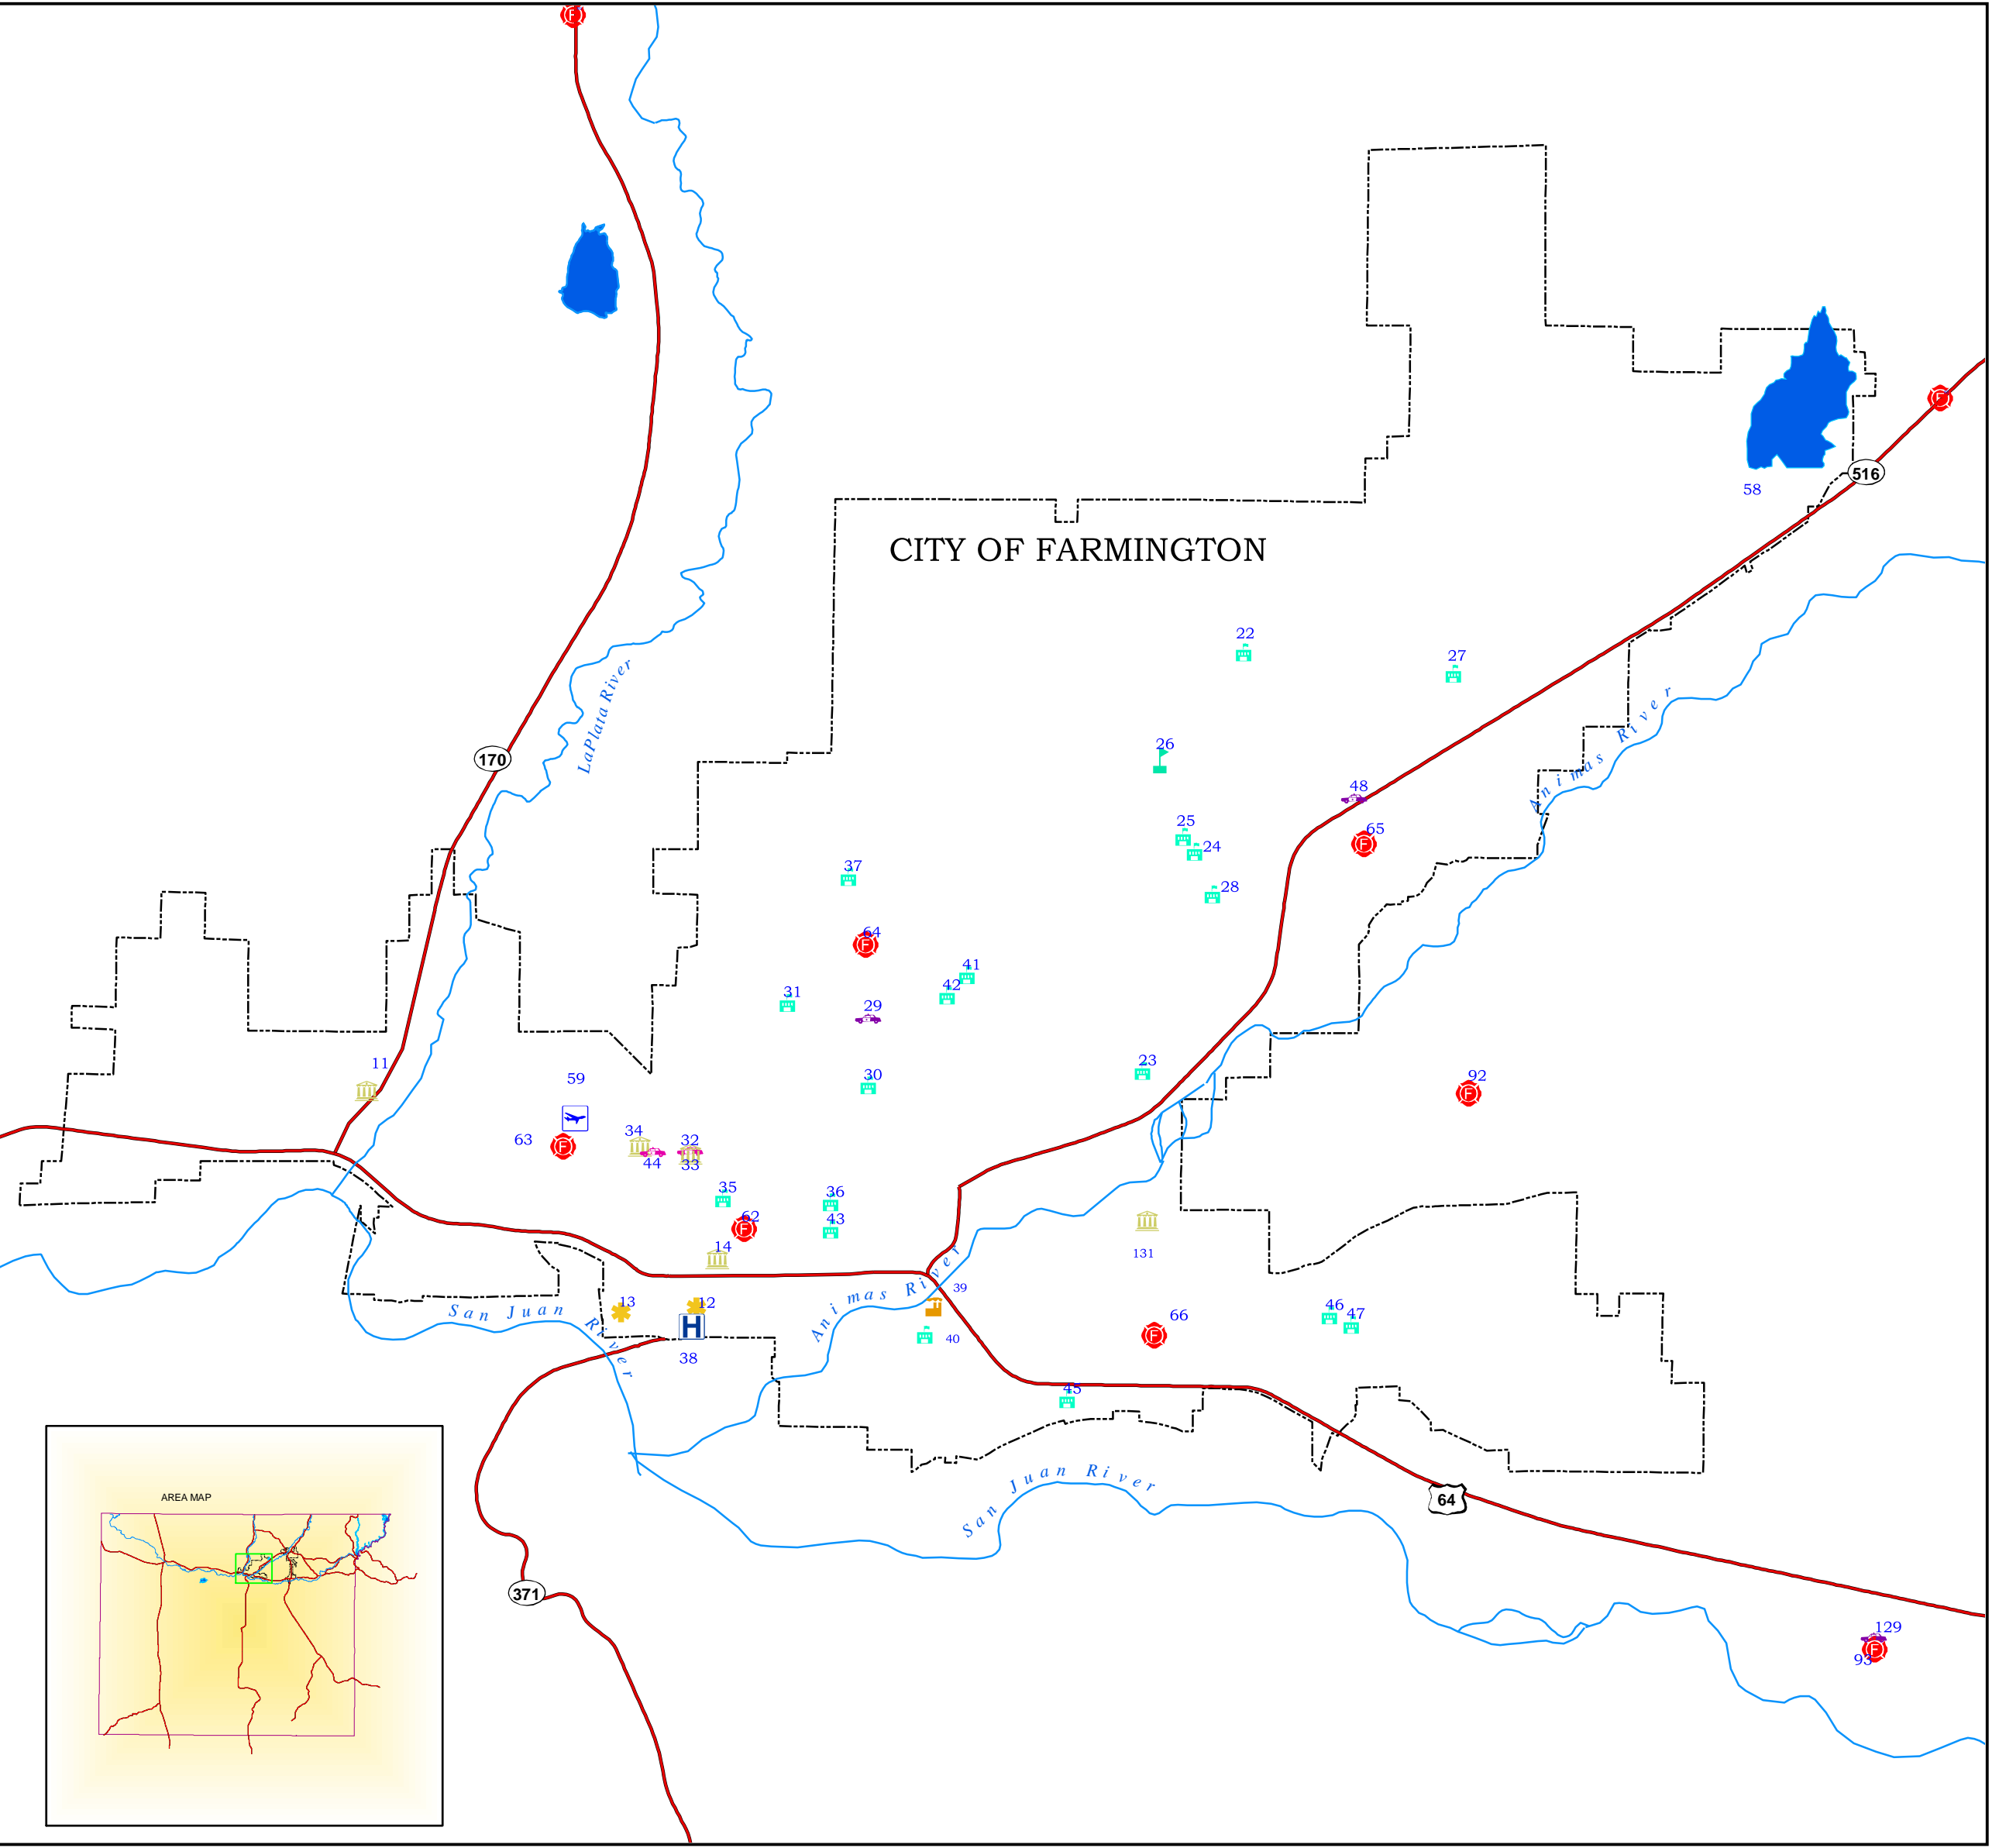 F
F
516
58
CITY OF FARMINGTON
22
27
LaPlata River
Animas River
26
170
48
65
F
25
24
37
28
64
F
41
42
31
29
11
23
59
30
92
F
63
F
34
32
44
33
35
36
62
F
43
14
131
San Juan River
13
12
H
38
Animas River
39
40
66
F
46
47
45
San Juan River
64
AREA MAP
371
129
F
93